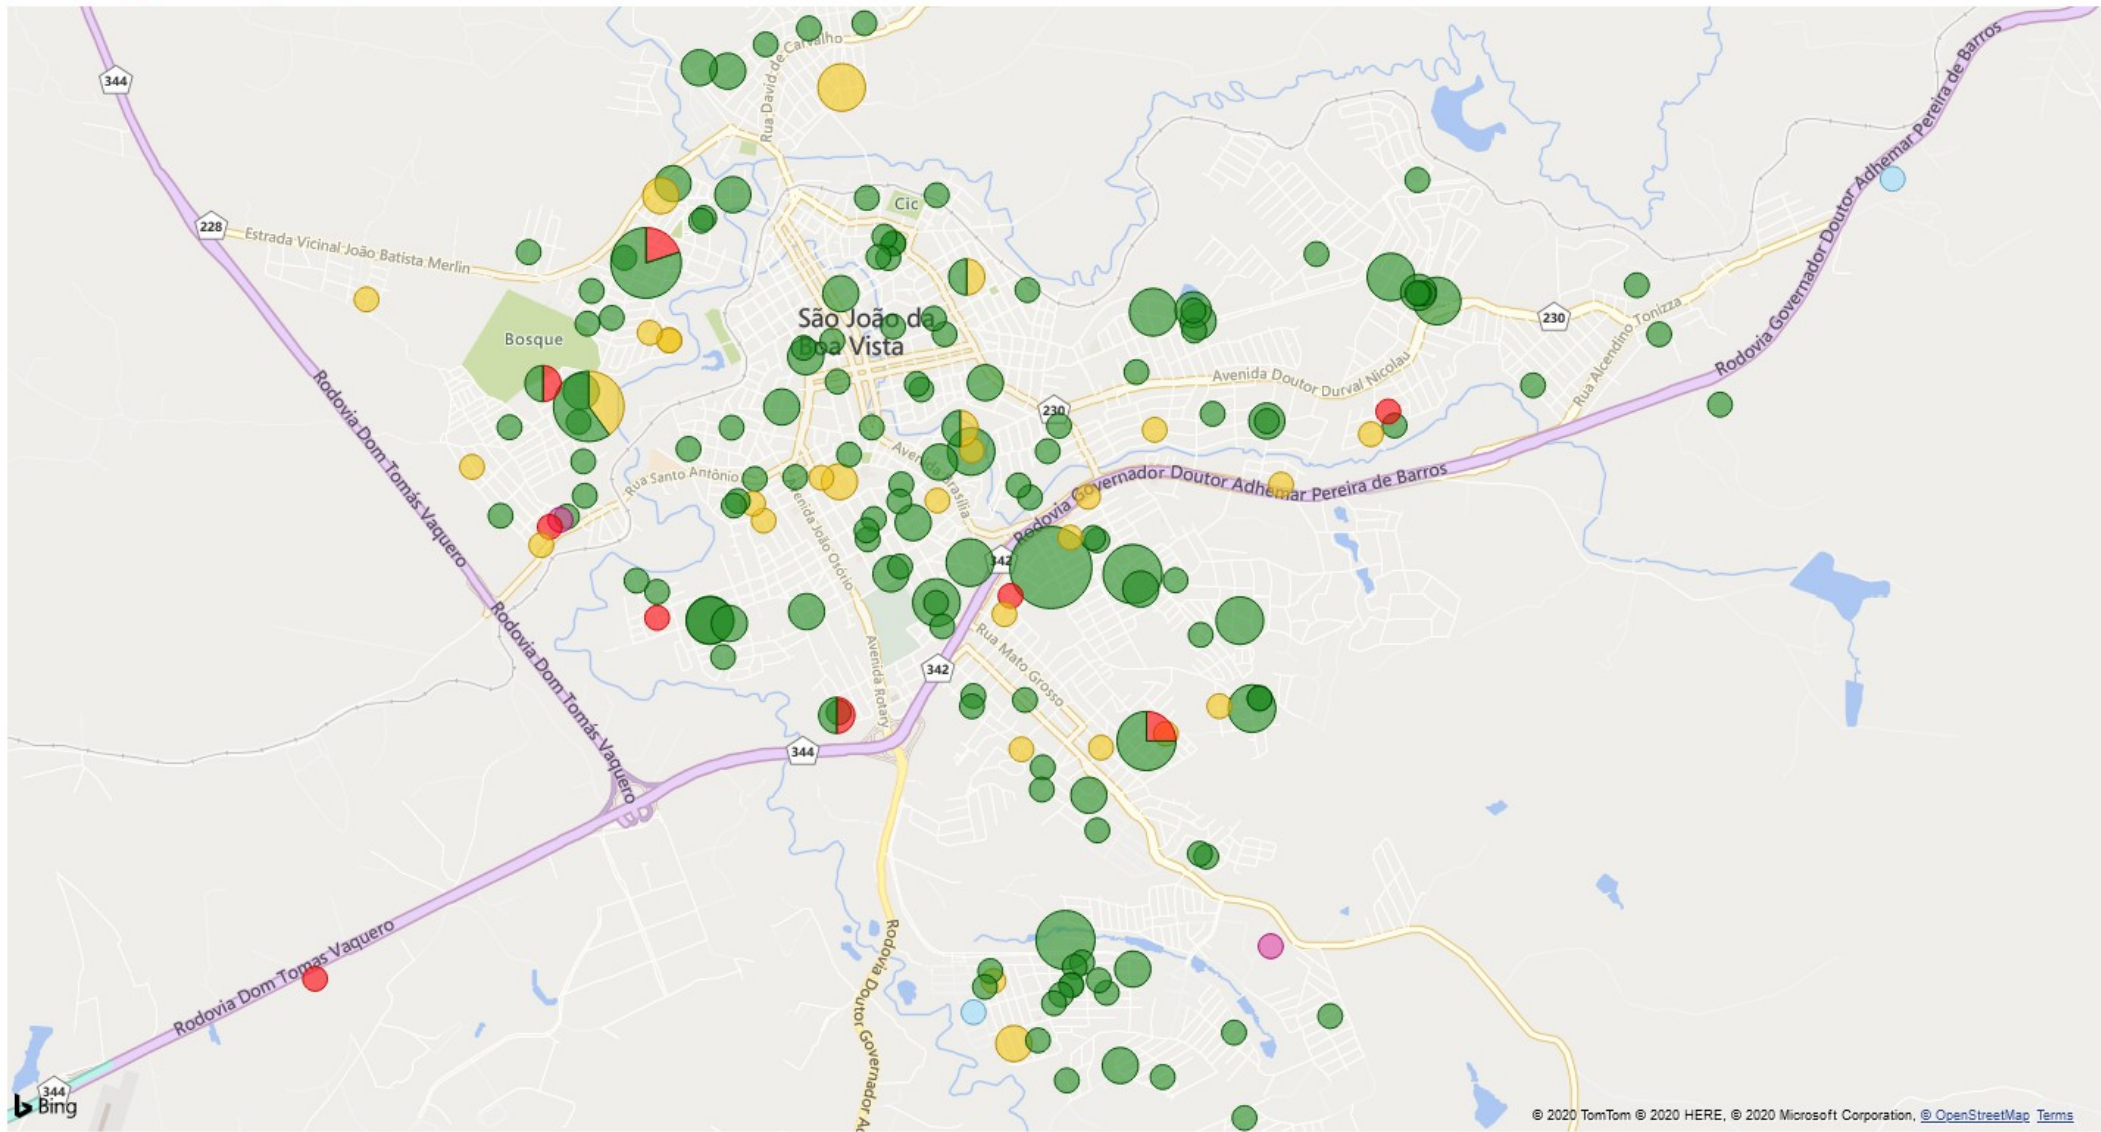 Rua David de Carvalho
344
Rodovia Governador Doutor Adhemar Pereira de Barros
228
Estrada Vicinal João Batista Merlin
Cic
São João da
Boa Vista
Bosque
230
Rua Alcendino Tonizza
Avenida Doutor Durval Nicolau
230
Rodovia Dom Tomás Vaquero
Rua Santo Antônio
Avenida Brasília
Rodovia Governador Doutor Adhemar Pereira de Barros
Avenida João Osório
342
Rodovia Dom Tomás Vaquero
Rua Mato Grosso
Avenida Rotary
342
344
Rodovia Dom Tomas Vaquero
Rodovia Doutor Governador A
344
Bing
© 2020 TomTom © 2020 HERE, © 2020 Microsoft Corporation, © OpenStreetMap Terms